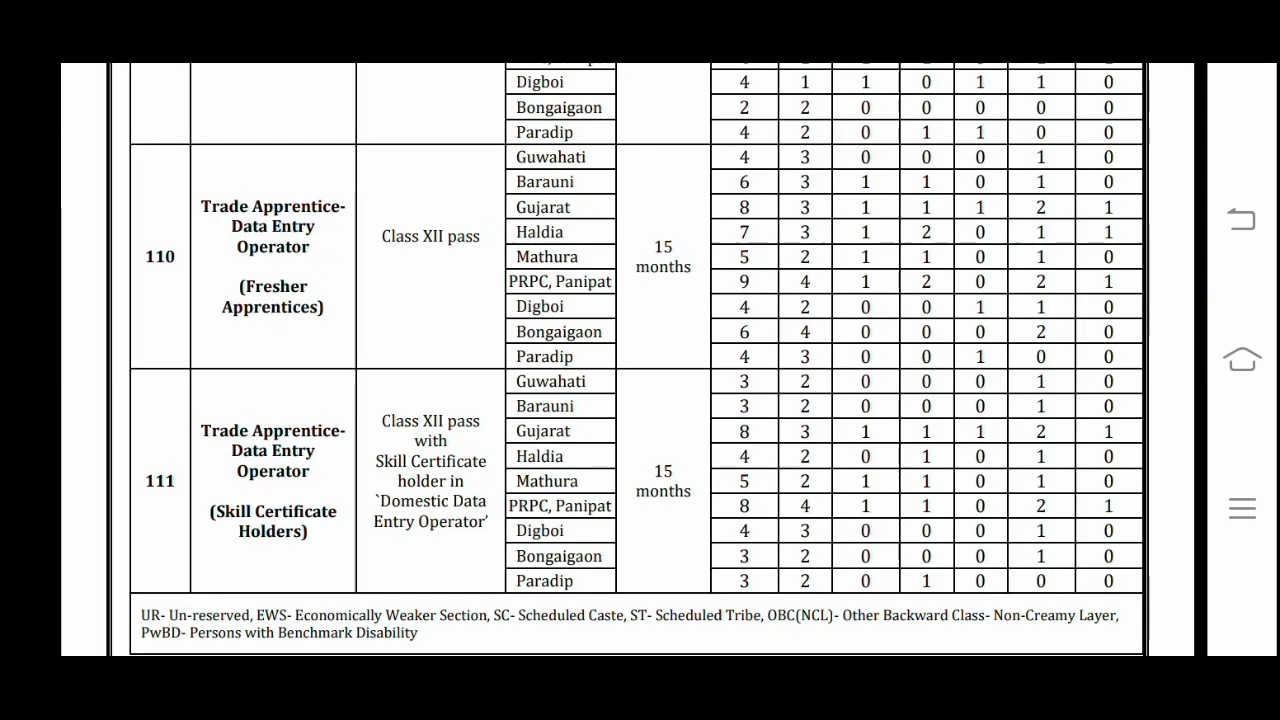 Digboi 4 1 1 0 1 1 0
Bongaigaon 2 2 0 0 0 0 0
Paradip 4 2 0 1 1 0 0
110
Trade Apprentice-
Data Entry
Operator
(Fresher
Apprentices)
Class XII pass
15
months
Guwahati 4 3 0 0 0 1 0
Barauni 6 3 1 1 0 1 0
Gujarat 8 3 1 1 1 2 1
Haldia 7 3 1 2 0 1 1
Mathura 5 2 1 1 0 1 0
PRPC, Panipat 9 4 1 2 0 2 1
Digboi 4 2 0 0 1 1 0
Bongaigaon 6 4 0 0 0 2 0
Paradip 4 3 0 0 1 0 0
111
Trade Apprentice-
Data Entry
Operator
(Skill Certificate
Holders)
Class XII pass
with
Skill Certificate
holder in
`Domestic Data
Entry Operator’
15
months
Guwahati 3 2 0 0 0 1 0
Barauni 3 2 0 0 0 1 0
Gujarat 8 3 1 1 1 2 1
Haldia 4 2 0 1 0 1 0
Mathura 5 2 1 1 0 1 0
PRPC, Panipat 8 4 1 1 0 2 1
Digboi 4 3 0 0 0 1 0
Bongaigaon 3 2 0 0 0 1 0
Paradip 3 2 0 1 0 0 0
UR- Un-reserved, EWS- Economically Weaker Section, SC- Scheduled Caste, ST- Scheduled Tribe, OBC(NCL)- Other Backward Class- Non-Creamy Layer,
PwBD- Persons with Benchmark Disability